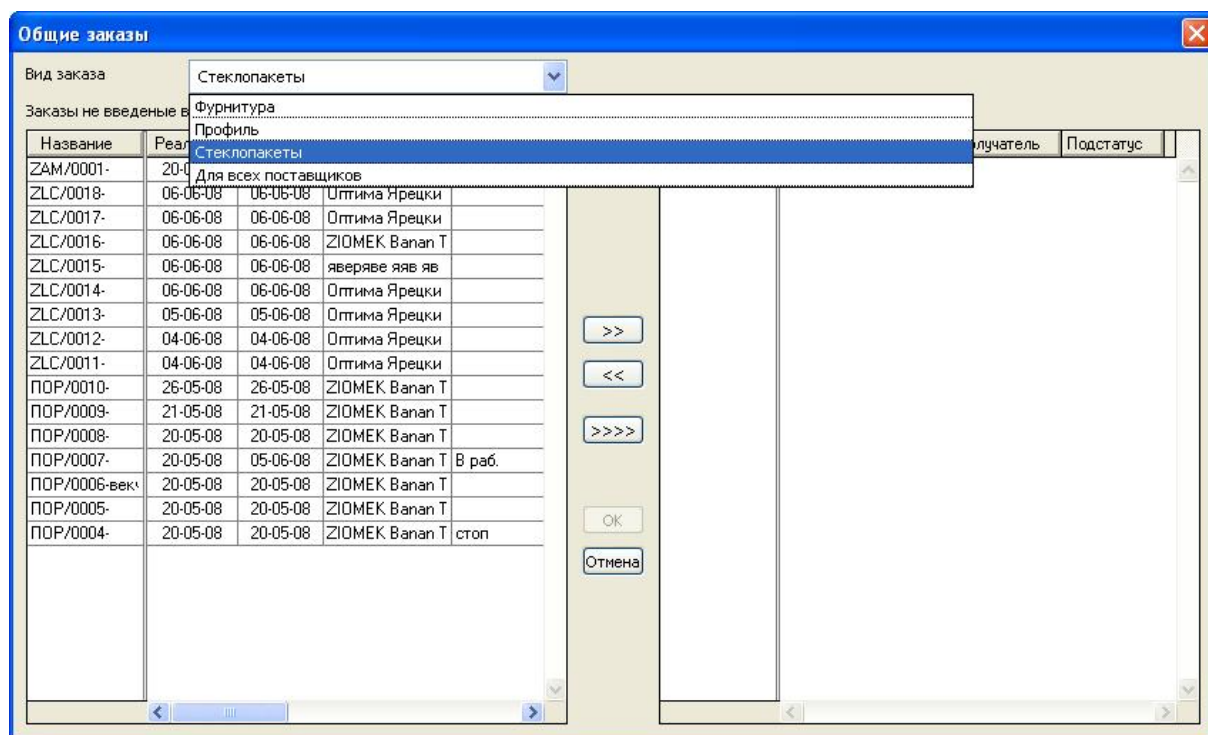 Общие заказы
Вид заказа Стеклопакеты
Заказы не введеные в
Фурнитура
Профиль
Стеклопакеты
Для всех поставщиков
Название Реал лучатель Подстатус
ZAM/0001- 20-0
ZLC/0018- 06-06-08 06-06-08 Оптима Ярецки
ZLC/0017- 06-06-08 06-06-08 Оптима Ярецки
ZLC/0016- 06-06-08 06-06-08 ZIOMEK Banan T
ZLC/0015- 06-06-08 06-06-08 яверяве яяв яв
ZLC/0014- 06-06-08 06-06-08 Оптима Ярецки
ZLC/0013- 05-06-08 05-06-08 Оптима Ярецки
ZLC/0012- 04-06-08 04-06-08 Оптима Ярецки
ZLC/0011- 04-06-08 04-06-08 Оптима Ярецки
ПОР/0010- 26-05-08 26-05-08 ZIOMEK Banan T
ПОР/0009- 21-05-08 21-05-08 ZIOMEK Banan T
ПОР/0008- 20-05-08 20-05-08 ZIOMEK Banan T
ПОР/0007- 20-05-08 05-06-08 ZIOMEK Banan T В раб.
ПОР/0006-век 20-05-08 20-05-08 ZIOMEK Banan T
ПОР/0005- 20-05-08 20-05-08 ZIOMEK Banan T
ПОР/0004- 20-05-08 20-05-08 ZIOMEK Banan T стоп
>>
<<
>>>>
OK
Отмена